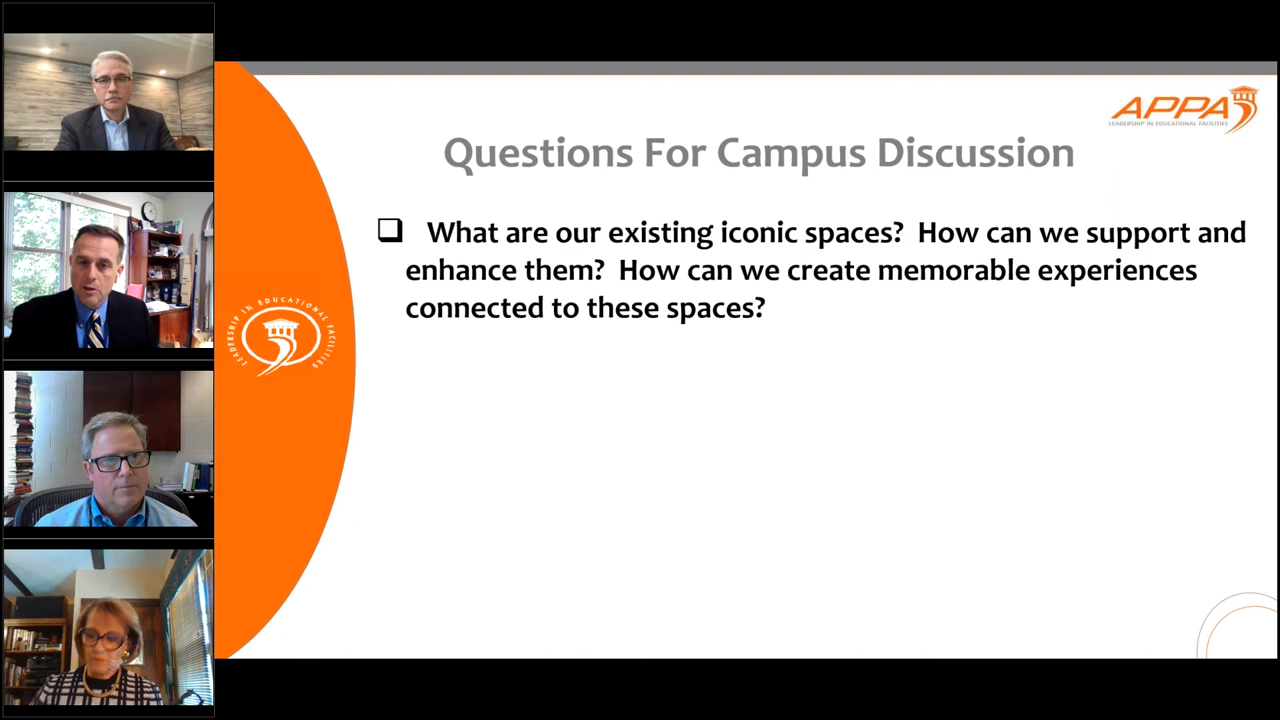 APPA
LEADERSHIP IN EDUCATIONAL FACILITIES
Questions For Campus Discussion
❑ What are our existing iconic spaces? How can we support and
enhance them? How can we create memorable experiences
connected to these spaces?
LEADERSHIP in EDUCATIONAL FACILITIES